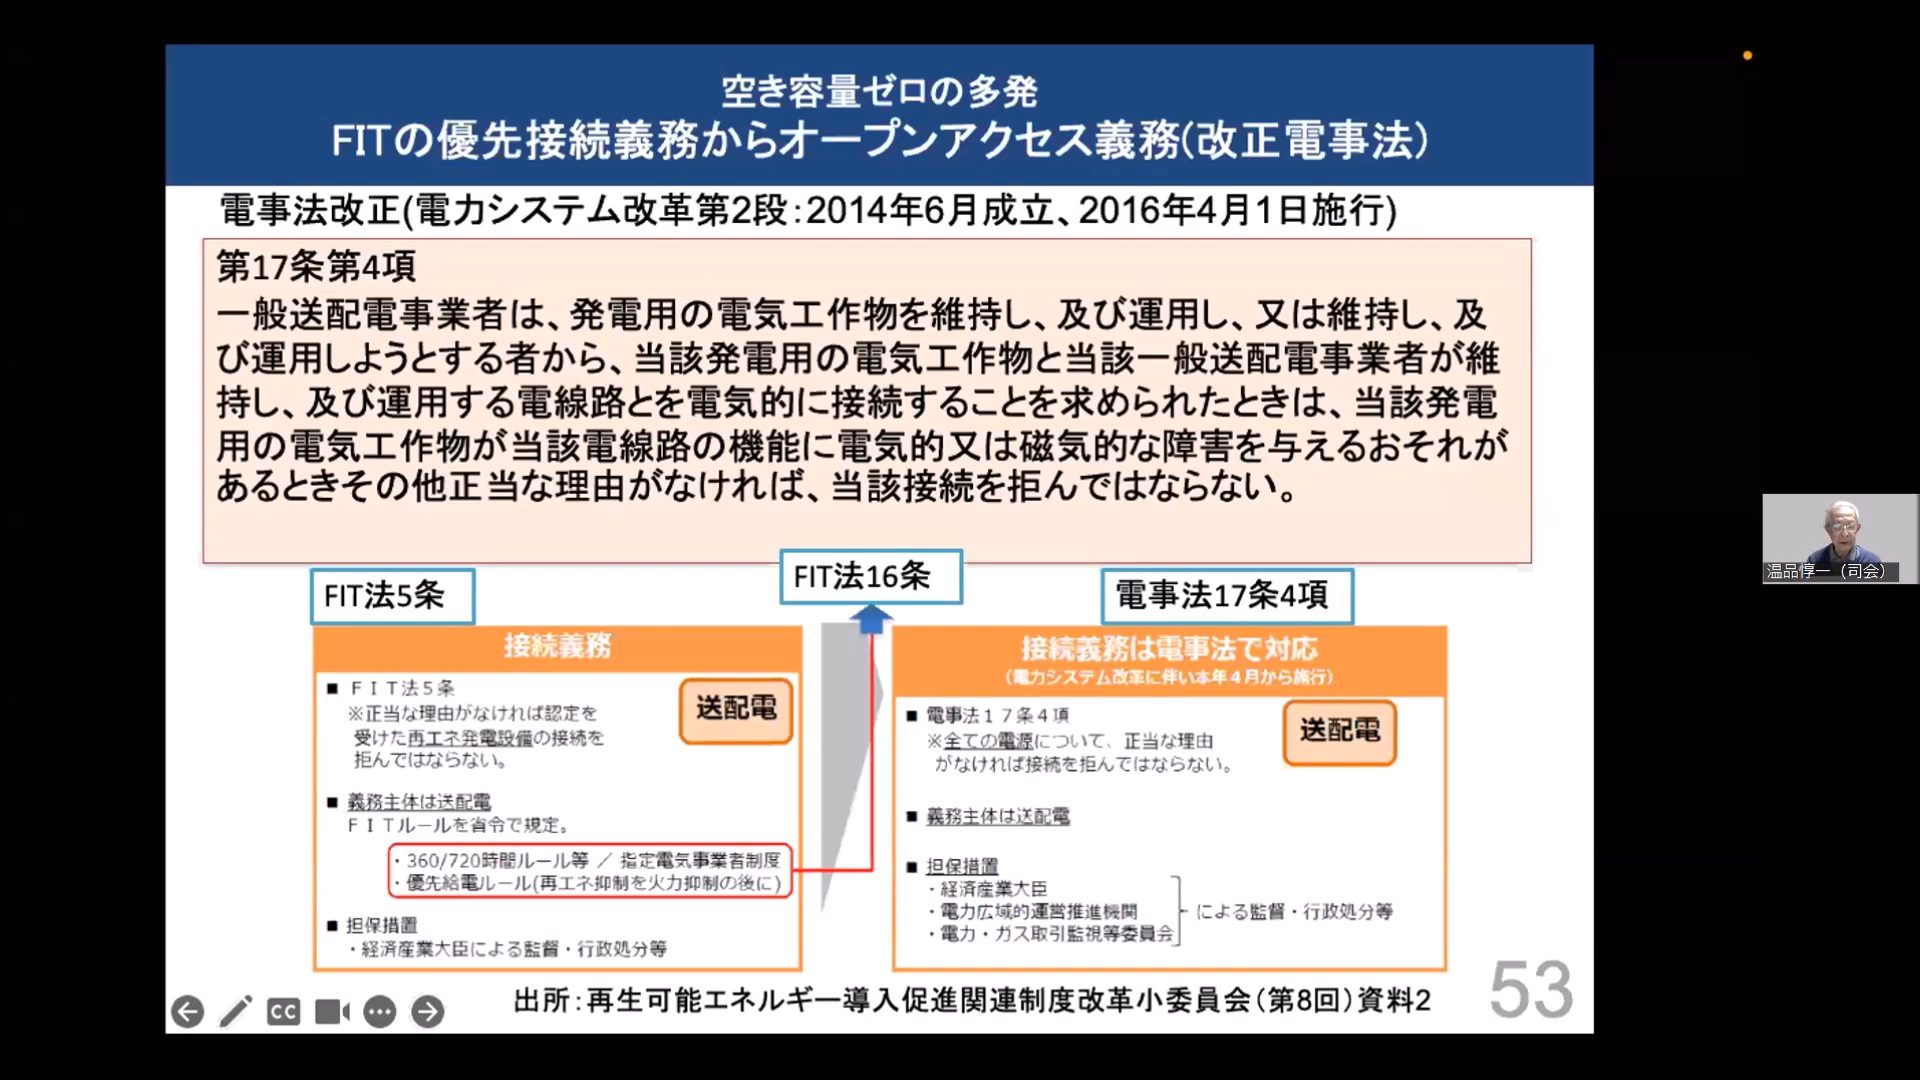 空き容量ゼロの多発
FITの優先接続義務からオープンアクセス義務(改正電事法)
電事法改正(電力システム改革第2段:2014年6月成立、2016年4月1日施行)
第17条第4項
一般送配電事業者は、発電用の電気工作物を維持し、及び運用し、又は維持し、及
び運用しようとする者から、当該発電用の電気工作物と当該一般送配電事業者が維
持し、及び運用する電線路とを電気的に接続することを求められたときは、当該発電
用の電気工作物が当該電線路の機能に電気的又は磁気的な障害を与えるおそれが
あるときその他正当な理由がなければ、当該接続を拒んではならない。
FIT法5条
FIT法16条
電事法17条4項
接続義務
■ FIT法5条
※正当な理由がなければ認定を
受けた再エネ発電設備の接続を
拒んではならない。
送配電
■ 義務主体は送配電
FITルールを省令で規定。
・360/720時間ルール等 / 指定電気事業者制度
・優先給電ルール(再エネ抑制を火力抑制の後に)
■ 担保措置
・経済産業大臣による監督・行政処分等
接続義務は電事法で対応
(電力システム改革に伴い本年4月から施行)
■ 電事法17条4項
※全ての電源について、正当な理由
がなければ接続を拒んではならない。
送配電
■ 義務主体は送配電
■ 担保措置
・経済産業大臣
・電力広域的運営推進機関
・電力・ガス取引監視等委員会
による監督・行政処分等
出所:再生可能エネルギー導入促進関連制度改革小委員会(第8回)資料2
53
CC
温品惇一(司会)